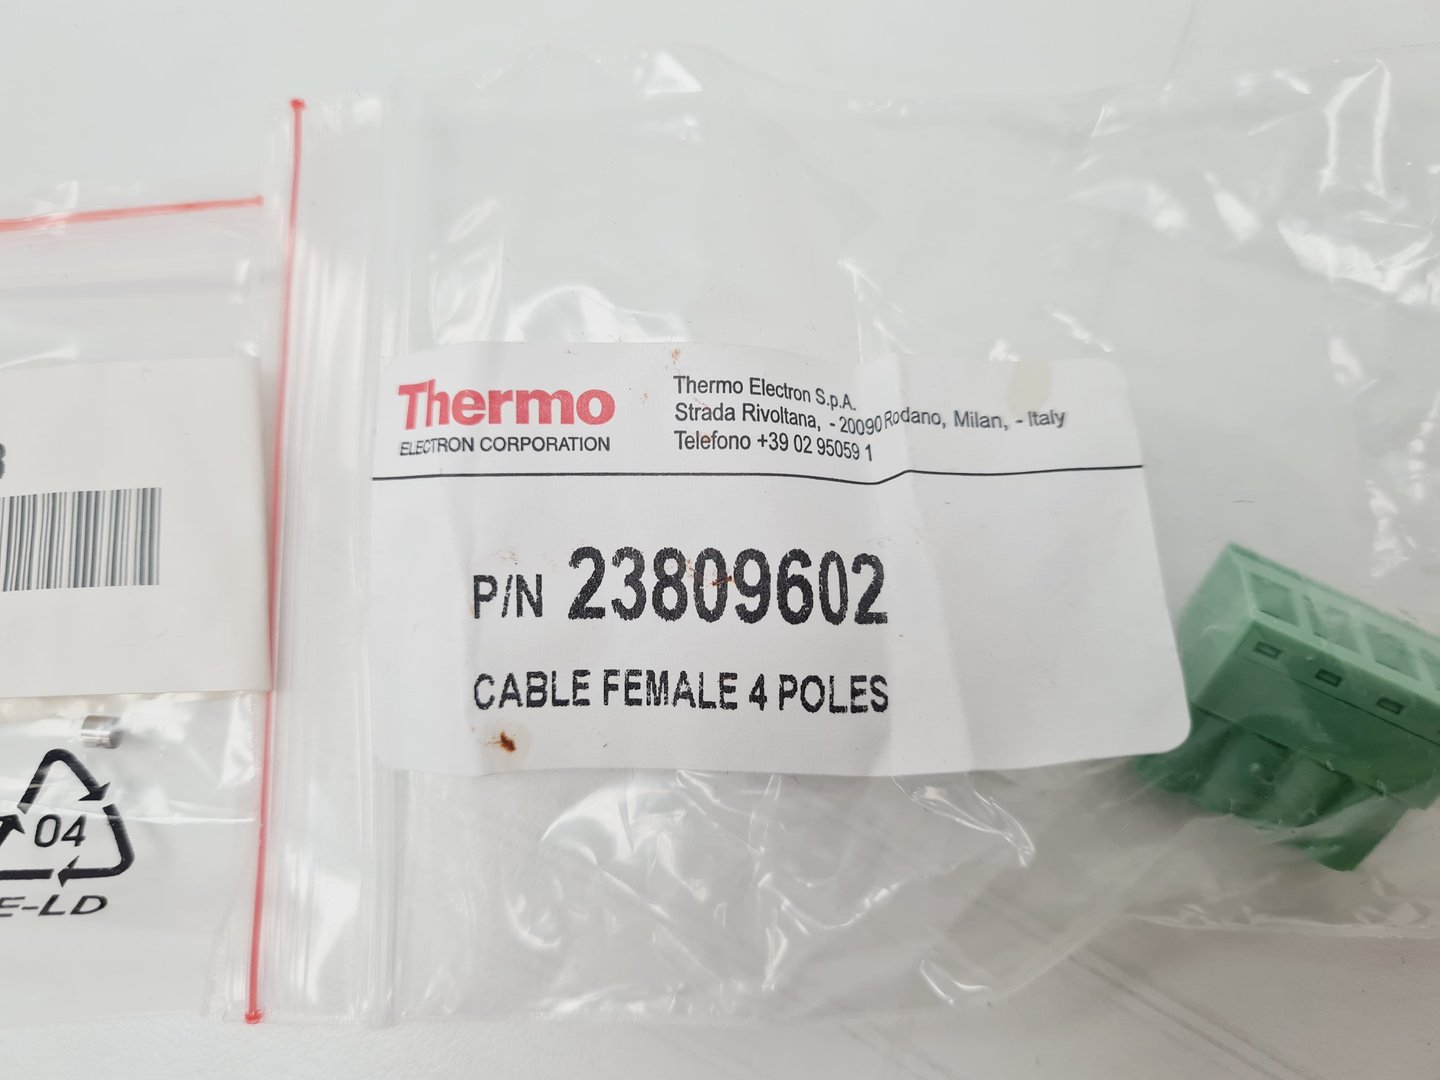 Thermo
ELECTRON CORPORATION
Thermo Electron S.p.A.
Strada Rivoltana, - 20090 Rodano, Milan, - Italy
Telefono +39 02 95059 1
P/N 23809602
CABLE FEMALE 4 POLES
04
E-LD